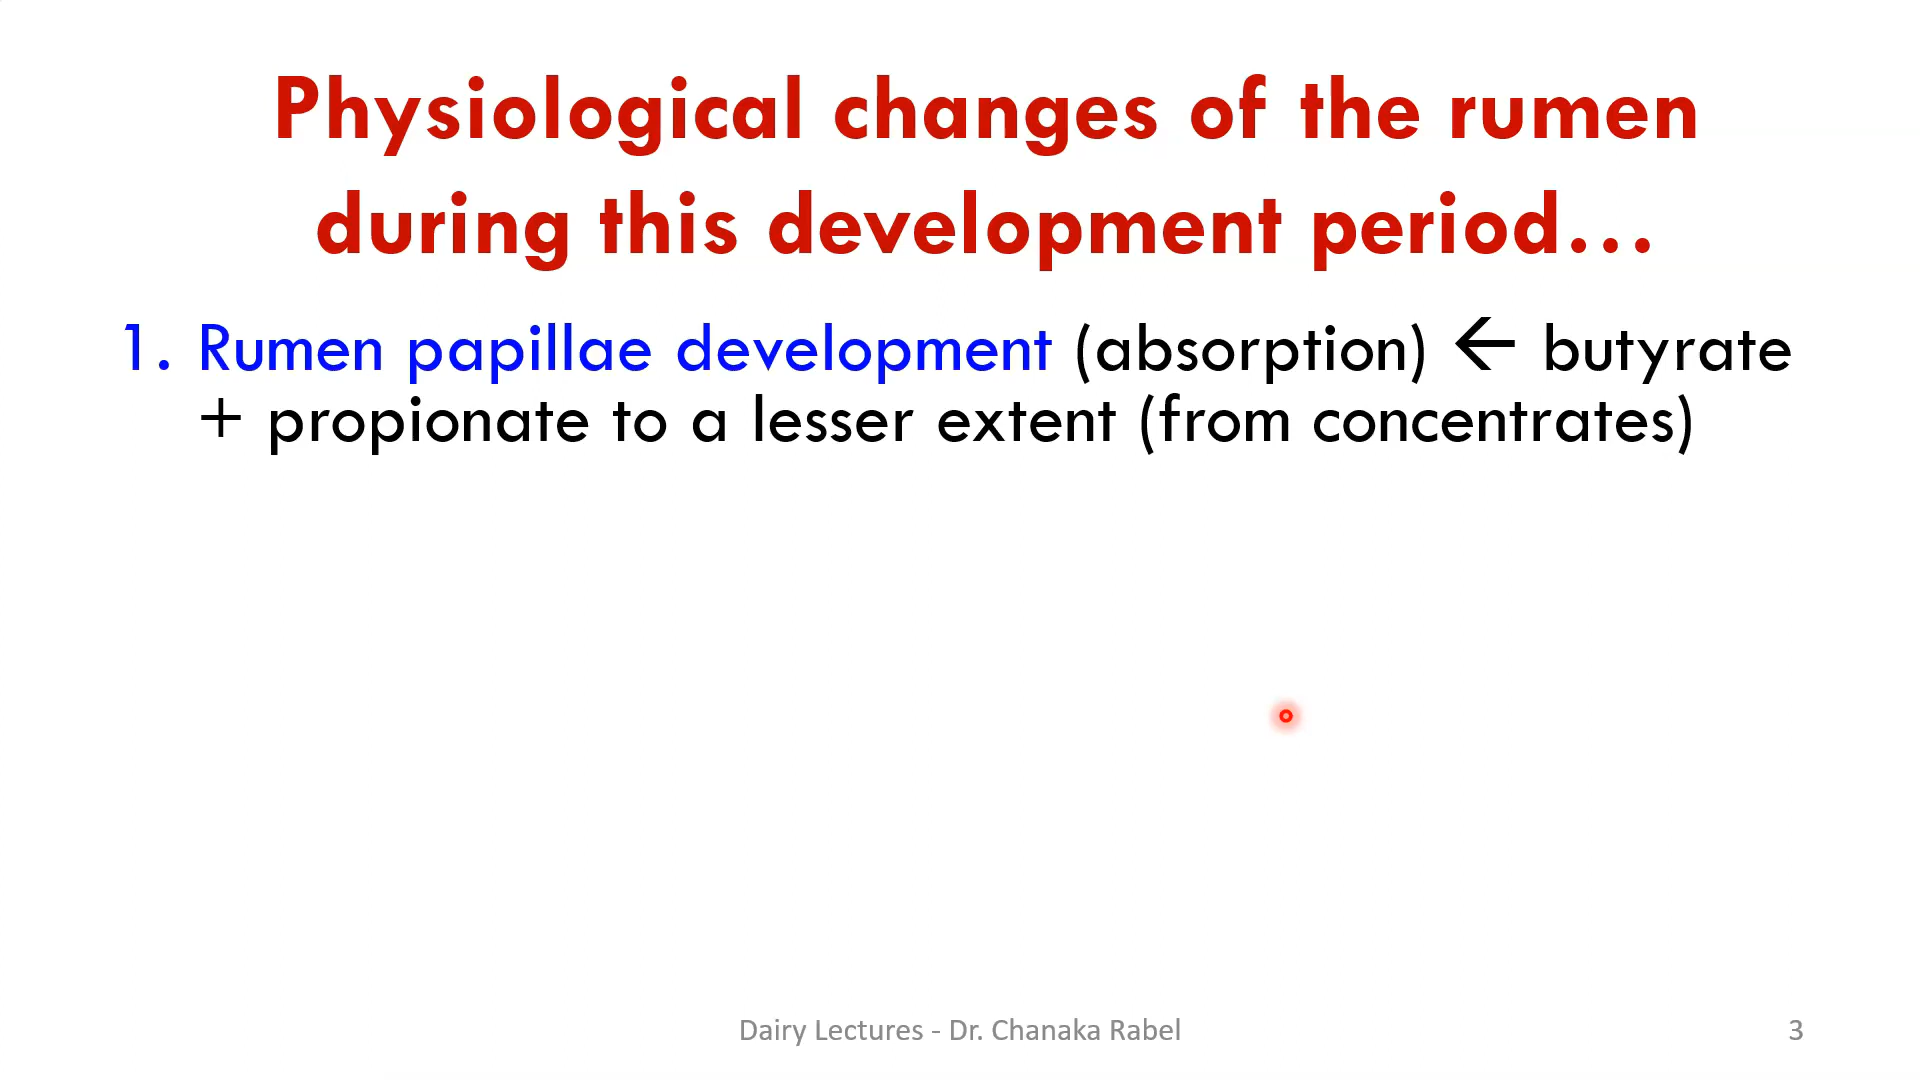 Physiological changes of the rumen
during this development period...
1. Rumen papillae development (absorption) ← butyrate
+ propionate to a lesser extent (from concentrates)
Dairy Lectures - Dr. Chanaka Rabel
3